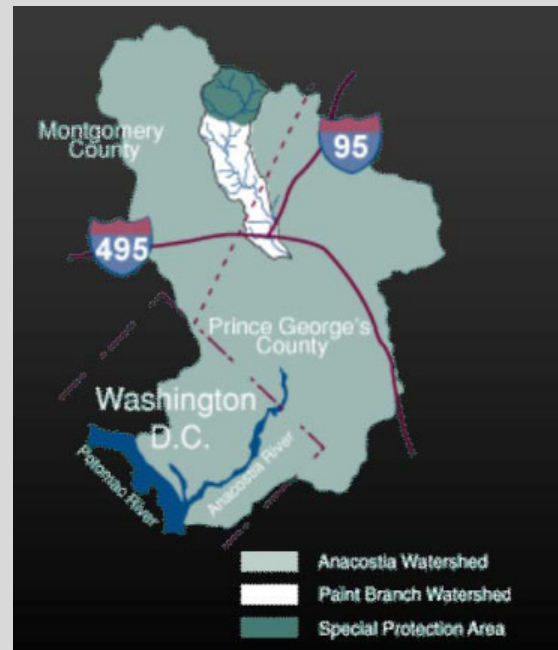 Montgomery
County
95
495
Prince George's
County
Washington
D.C.
Potomac River
Anacostia River
Anacostia Watershed
Paint Branch Watershed
Special Protection Area